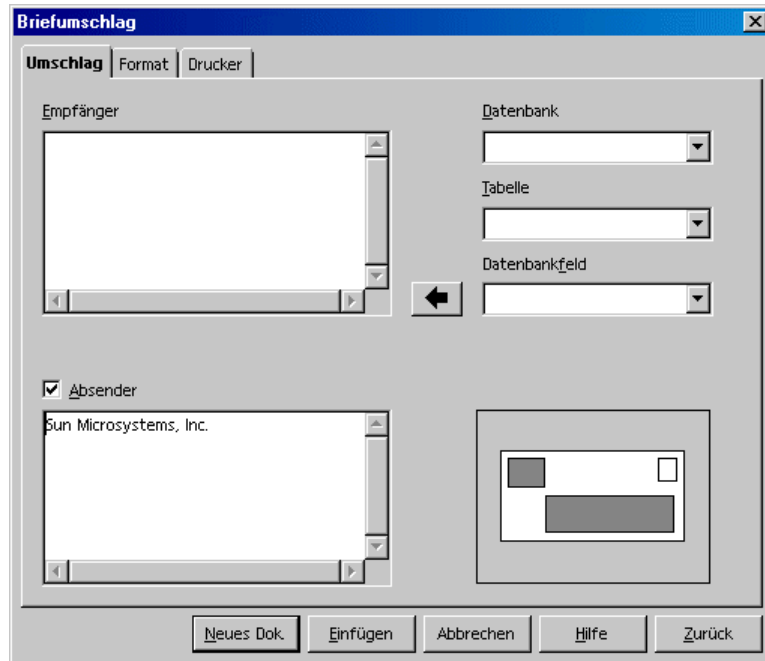 Briefumschlag
Umschlag Format Drucker
Empfänger
Datenbank
Tabelle
Datenbankfeld
Absender
Sun Microsystems, Inc.
Neues Dok. Einfügen Abbrechen Hilfe Zurück